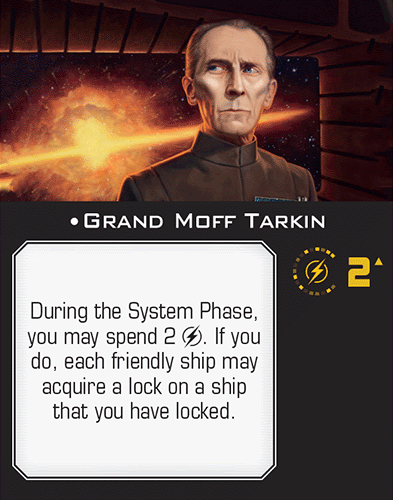 • GRAND MOFF TARKIN
2
During the System Phase,
you may spend 2 . If you
do, each friendly ship may
acquire a lock on a ship
that you have locked.